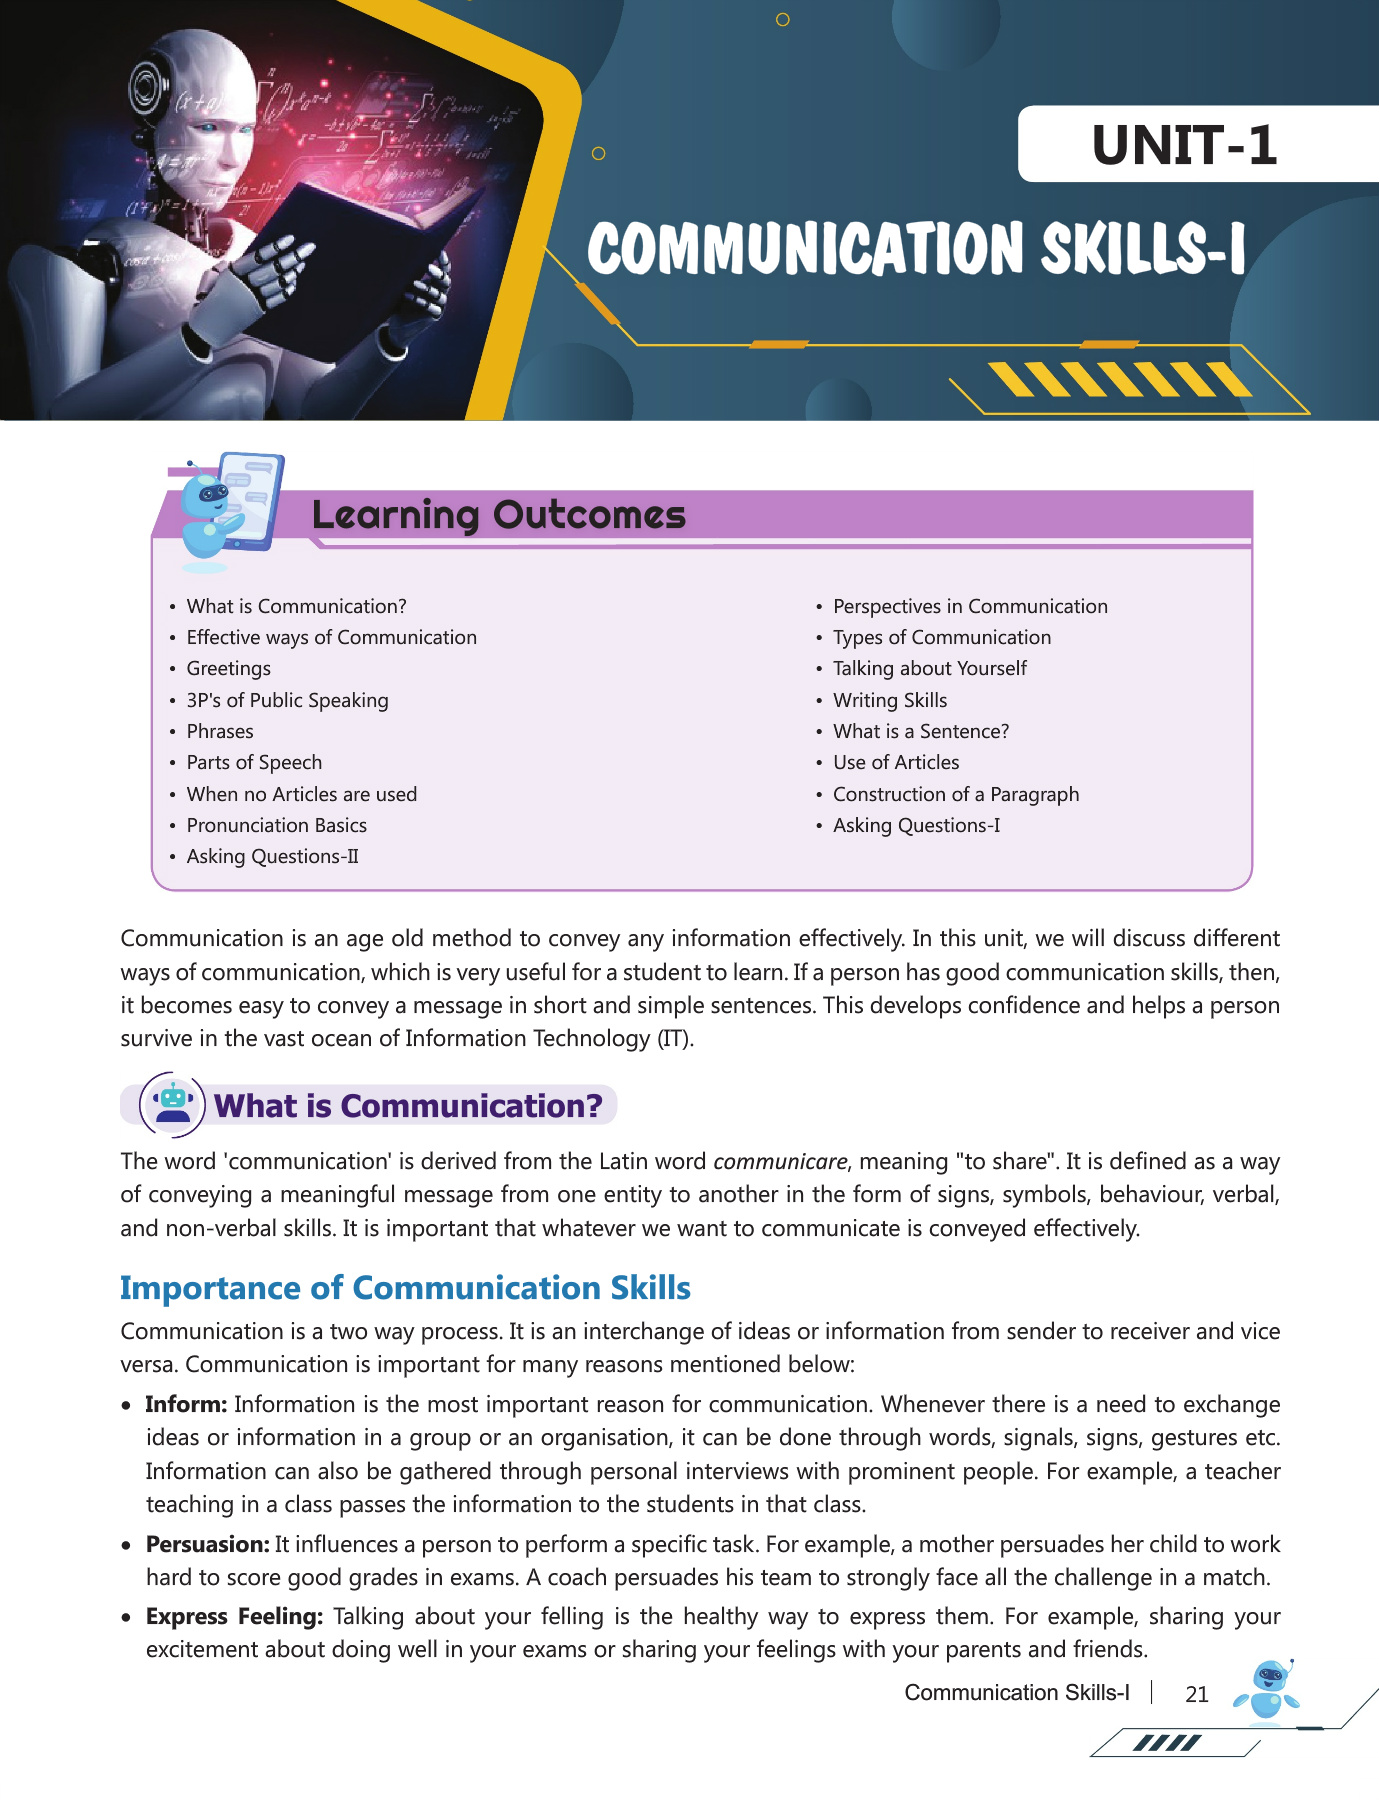 UNIT-1
COMMUNICATION SKILLS-I
Learning Outcomes
• What is Communication?
• Effective ways of Communication
• Greetings
• 3P's of Public Speaking
• Phrases
• Parts of Speech
• When no Articles are used
• Pronunciation Basics
• Asking Questions-II
• Perspectives in Communication
• Types of Communication
• Talking about Yourself
• Writing Skills
• What is a Sentence?
• Use of Articles
• Construction of a Paragraph
• Asking Questions-I
Communication is an age old method to convey any information effectively. In this unit, we will discuss different
ways of communication, which is very useful for a student to learn. If a person has good communication skills, then,
it becomes easy to convey a message in short and simple sentences. This develops confidence and helps a person
survive in the vast ocean of Information Technology (IT).
What is Communication?
The word 'communication' is derived from the Latin word communicare, meaning "to share". It is defined as a way
of conveying a meaningful message from one entity to another in the form of signs, symbols, behaviour, verbal,
and non-verbal skills. It is important that whatever we want to communicate is conveyed effectively.
Importance of Communication Skills
Communication is a two way process. It is an interchange of ideas or information from sender to receiver and vice
versa. Communication is important for many reasons mentioned below:
• Inform: Information is the most important reason for communication. Whenever there is a need to exchange
ideas or information in a group or an organisation, it can be done through words, signals, signs, gestures etc.
Information can also be gathered through personal interviews with prominent people. For example, a teacher
teaching in a class passes the information to the students in that class.
• Persuasion: It influences a person to perform a specific task. For example, a mother persuades her child to work
hard to score good grades in exams. A coach persuades his team to strongly face all the challenge in a match.
• Express Feeling: Talking about your felling is the healthy way to express them. For example, sharing your
excitement about doing well in your exams or sharing your feelings with your parents and friends.
Communication Skills-I | 21